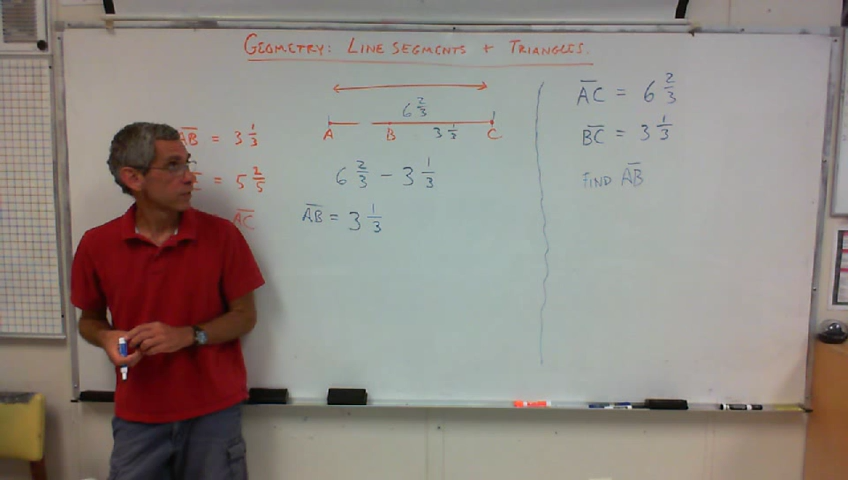 GEOMETRY: LINE SEGMENTS + TRIANGLES.
AB = 3 1/3
= 5 2/5
AC
6 2/3
A B 3 1/3 C
6 2/3 - 3 1/3
AB = 3 1/3
AC = 6 2/3
BC = 3 1/3
FIND AB